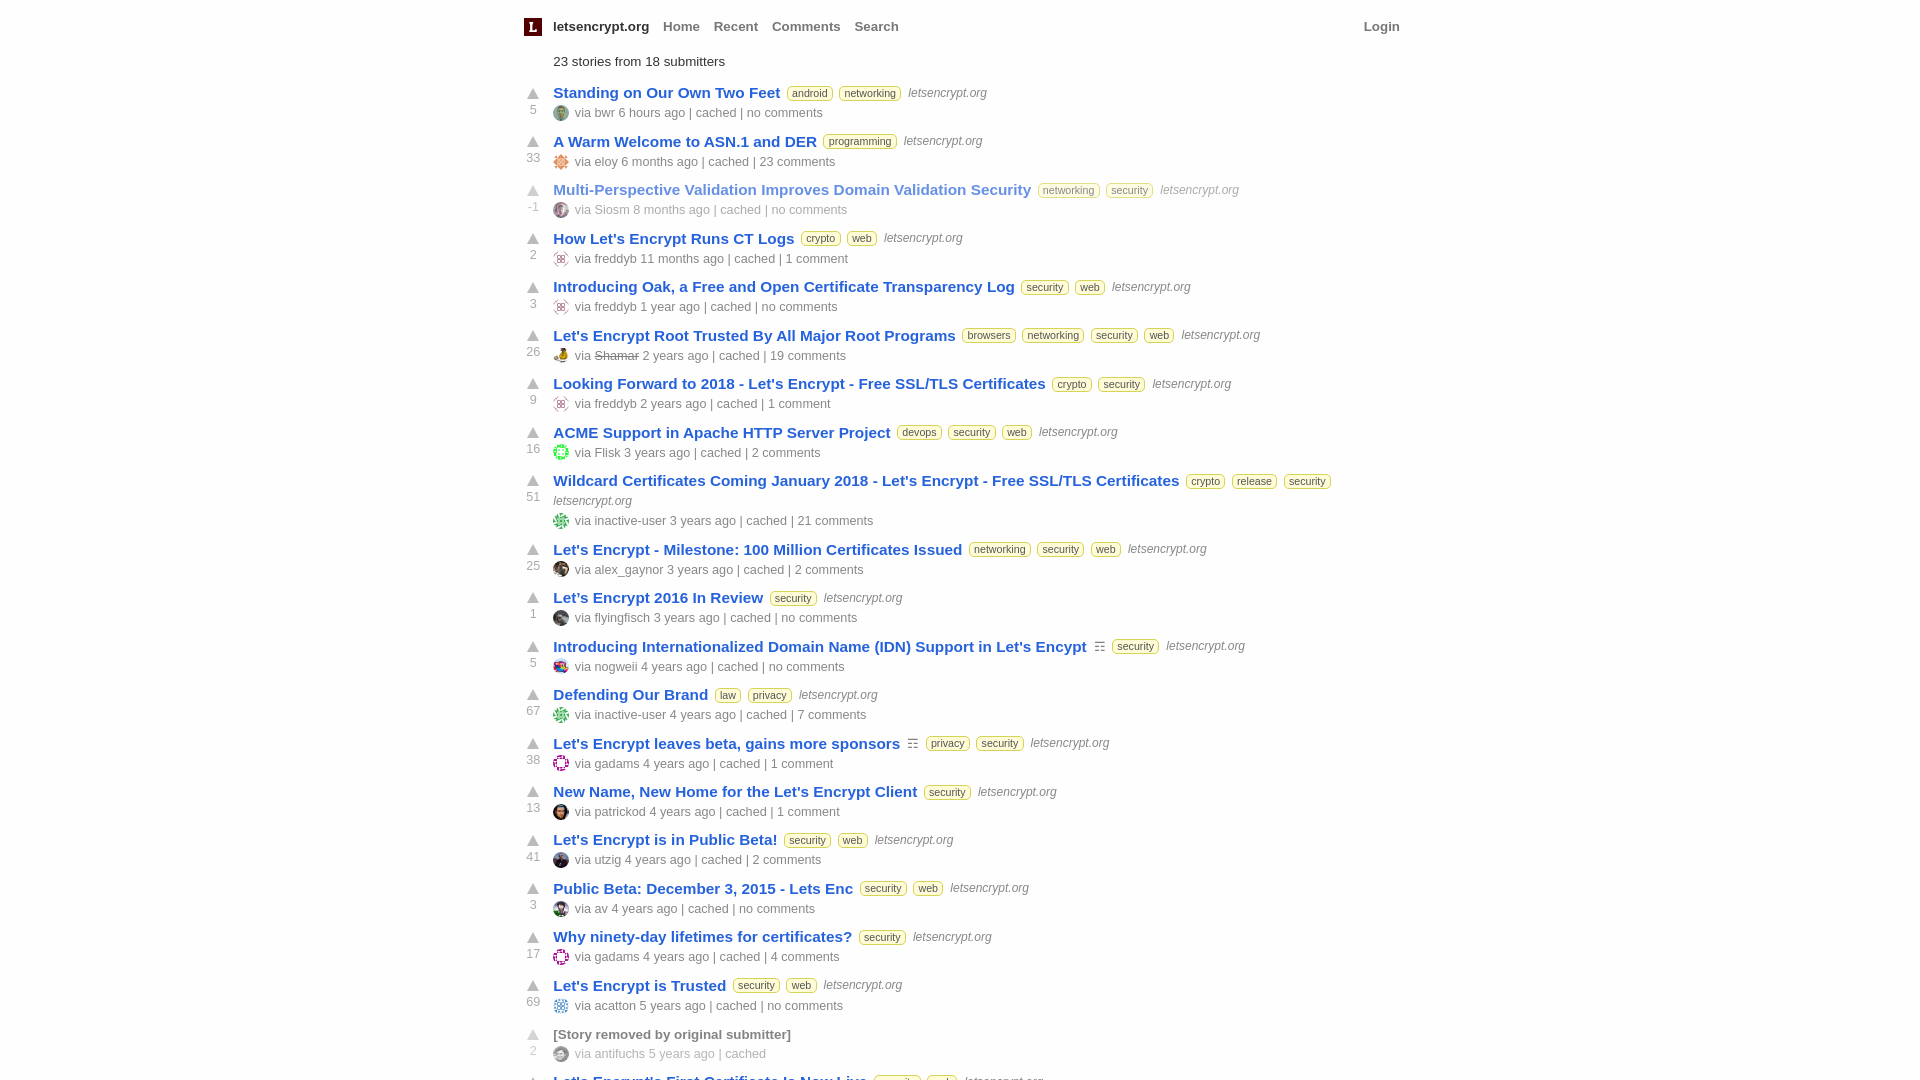 L letsencrypt.org Home Recent Comments Search Login
23 stories from 18 submitters
Standing on Our Own Two Feet android networking letsencrypt.org
5
via bwr 6 hours ago | cached | no comments
A Warm Welcome to ASN.1 and DER programming letsencrypt.org
33
via eloy 6 months ago | cached | 23 comments
Multi-Perspective Validation Improves Domain Validation Security networking security letsencrypt.org
-1
via Siosm 8 months ago | cached | no comments
How Let's Encrypt Runs CT Logs crypto web letsencrypt.org
2
via freddyb 11 months ago | cached | 1 comment
Introducing Oak, a Free and Open Certificate Transparency Log security web letsencrypt.org
3
via freddyb 1 year ago | cached | no comments
Let's Encrypt Root Trusted By All Major Root Programs browsers networking security web letsencrypt.org
26
via Shamar 2 years ago | cached | 19 comments
Looking Forward to 2018 - Let's Encrypt - Free SSL/TLS Certificates crypto security letsencrypt.org
9
via freddyb 2 years ago | cached | 1 comment
ACME Support in Apache HTTP Server Project devops security web letsencrypt.org
16
via Flisk 3 years ago | cached | 2 comments
Wildcard Certificates Coming January 2018 - Let's Encrypt - Free SSL/TLS Certificates crypto release security
51
letsencrypt.org
via inactive-user 3 years ago | cached | 21 comments
Let's Encrypt - Milestone: 100 Million Certificates Issued networking security web letsencrypt.org
25
via alex_gaynor 3 years ago | cached | 2 comments
Let’s Encrypt 2016 In Review security letsencrypt.org
1
via flyingfisch 3 years ago | cached | no comments
Introducing Internationalized Domain Name (IDN) Support in Let's Encypt ☶ security letsencrypt.org
5
via nogweii 4 years ago | cached | no comments
Defending Our Brand law privacy letsencrypt.org
67
via inactive-user 4 years ago | cached | 7 comments
Let's Encrypt leaves beta, gains more sponsors ☶ privacy security letsencrypt.org
38
via gadams 4 years ago | cached | 1 comment
New Name, New Home for the Let's Encrypt Client security letsencrypt.org
13
via patrickod 4 years ago | cached | 1 comment
Let's Encrypt is in Public Beta! security web letsencrypt.org
41
via utzig 4 years ago | cached | 2 comments
Public Beta: December 3, 2015 - Lets Enc security web letsencrypt.org
3
via av 4 years ago | cached | no comments
Why ninety-day lifetimes for certificates? security letsencrypt.org
17
via gadams 4 years ago | cached | 4 comments
Let's Encrypt is Trusted security web letsencrypt.org
69
via acatton 5 years ago | cached | no comments
[Story removed by original submitter]
2
via antifuchs 5 years ago | cached
Let's Encrypt's First Certificate Is Now Live security web letsencrypt.org